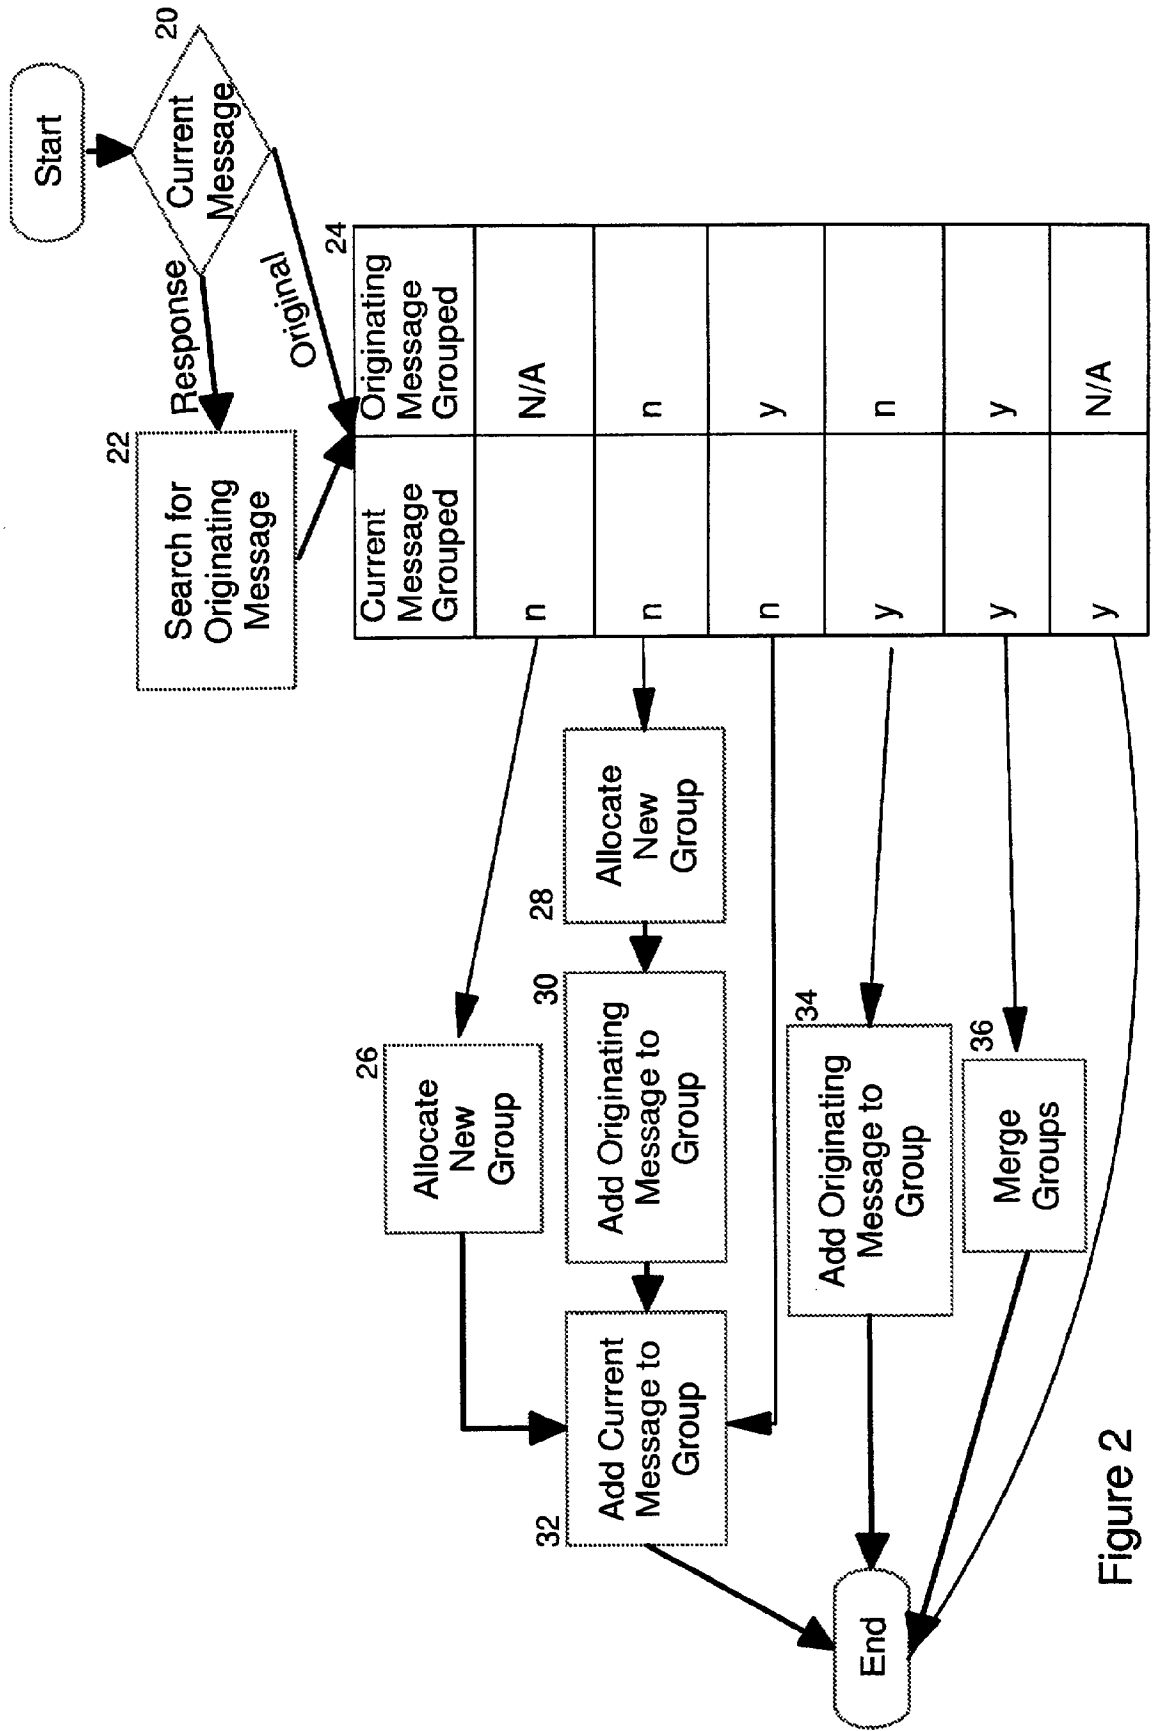 Start
20
Current
Message
Response
Original
22
Search for
Originating
Message
24
Current
Message
Grouped
Originating
Message
Grouped
n
N/A
n
n
n
y
y
n
y
y
y
N/A
26
Allocate
New
Group
28
Allocate
New
Group
30
Add Originating
Message to
Group
32
Add Current
Message to
Group
34
Add Originating
Message to
Group
36
Merge
Groups
End
Figure 2